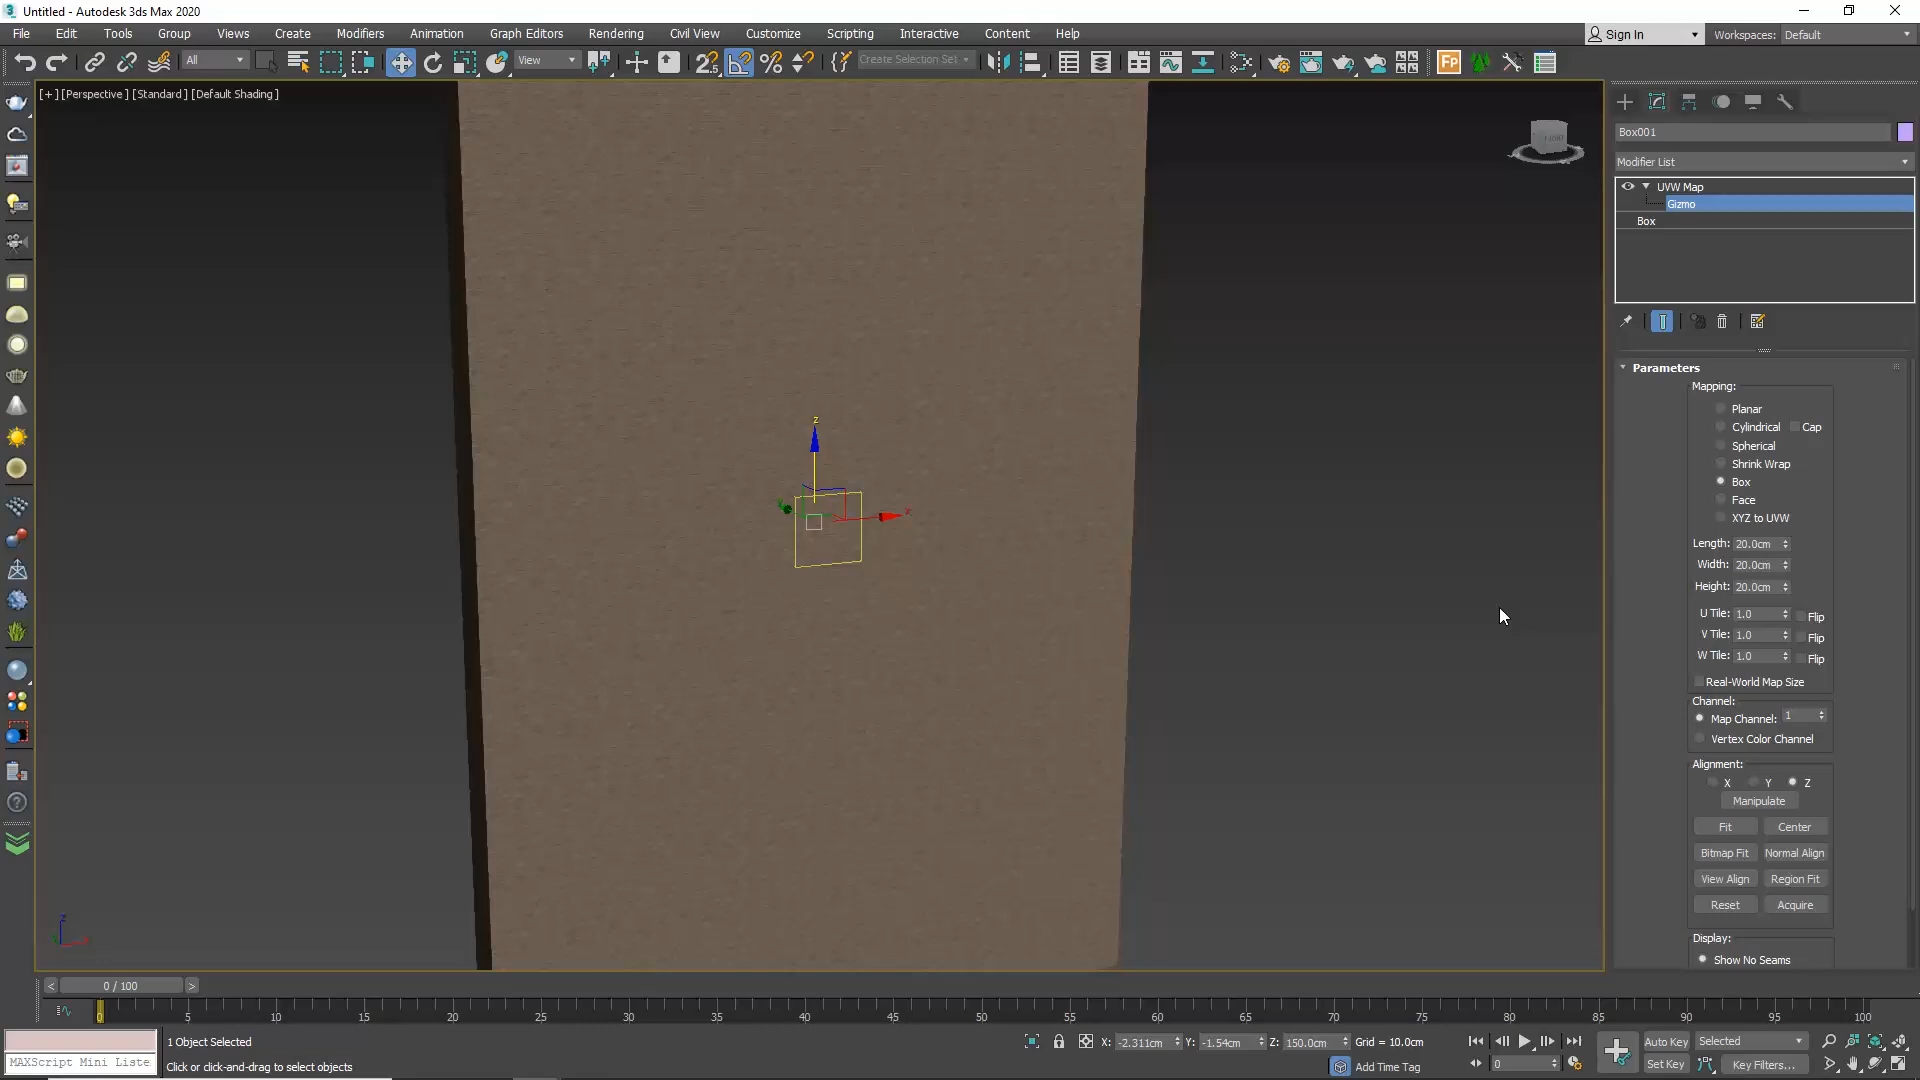 Untitled - Autodesk 3ds Max 2020
File Edit Tools Group Views Create Modifiers Animation Graph Editors Rendering Civil View Customize Scripting Interactive Content Help
Sign In
Workspaces: Default
All
View
Create Selection Set
[+] [Perspective] [Standard] [Default Shading]
Box001
Modifier List
UVW Map
Gizmo
Box
Parameters
Mapping:
Planar
Cylindrical Cap
Spherical
Shrink Wrap
Box
Face
XYZ to UVW
Length: 20.0cm
Width: 20.0cm
Height: 20.0cm
U Tile: 1.0 Flip
V Tile: 1.0 Flip
W Tile: 1.0 Flip
Real-World Map Size
Channel:
Map Channel: 1
Vertex Color Channel
Alignment:
X Y Z
Manipulate
Fit Center
Bitmap Fit Normal Align
View Align Region Fit
Reset Acquire
Display:
Show No Seams
z
x
z
< 0 / 100 >
0 5 10 15 20 25 30 35 40 45 50 55 60 65 70 75 80 85 90 95 100
1 Object Selected
X: -2.311cm Y: -1.54cm Z: 150.0cm Grid = 10.0cm
Auto Key Selected
MAXScript Mini Liste
Click or click-and-drag to select objects
Add Time Tag
0
Set Key Key Filters...